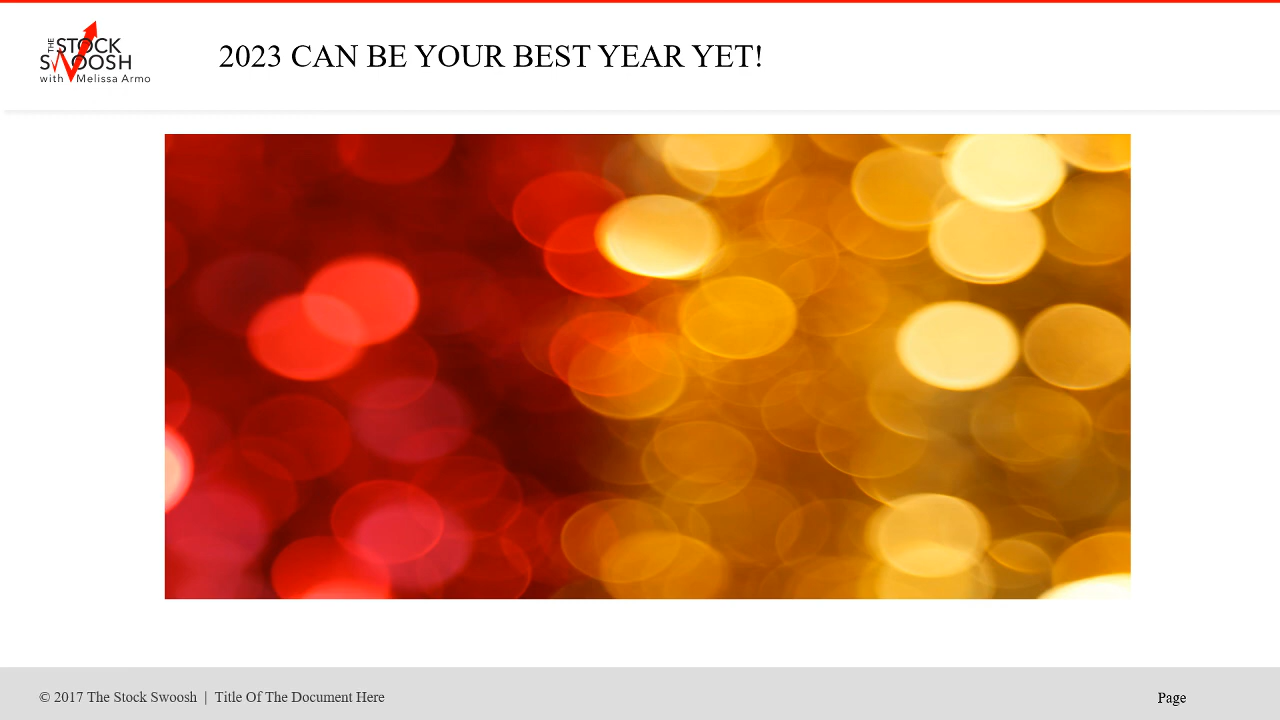 THE STOCK
SWOOSH
with Melissa Armo
2023 CAN BE YOUR BEST YEAR YET!
© 2017 The Stock Swoosh | Title Of The Document Here
Page